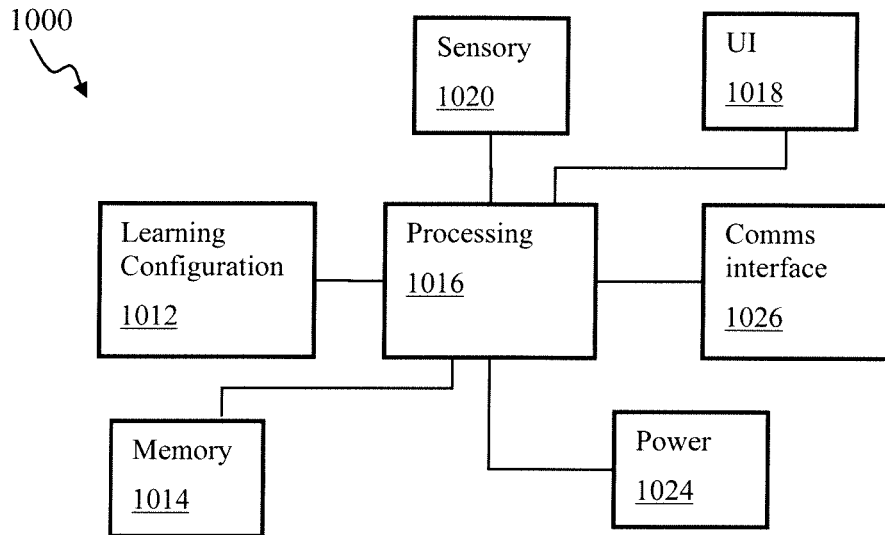 1000
Sensory
1020
UI
1018
Learning
Configuration
1012
Processing
1016
Comms
interface
1026
Memory
1014
Power
1024